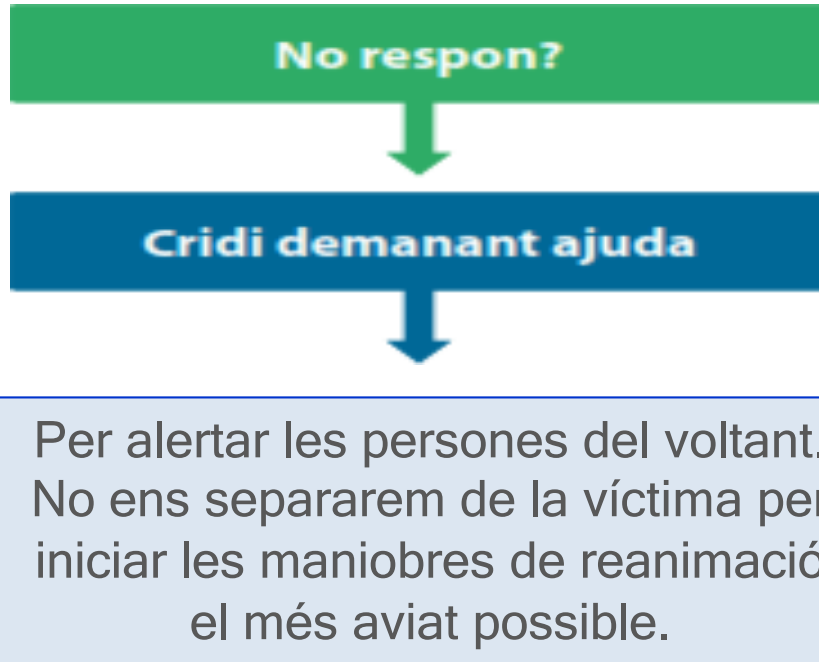 No respon?
Cridi demanant ajuda
Per alertar les persones del voltant.
No ens separarem de la víctima per
iniciar les maniobres de reanimació
el més aviat possible.